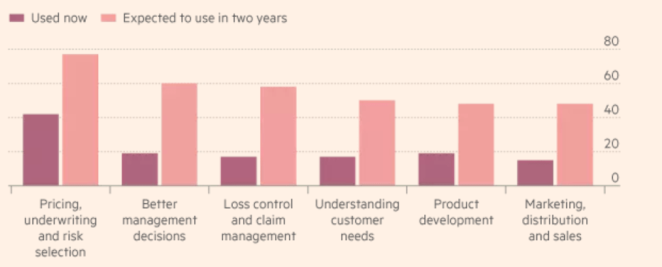 Used now
Expected to use in two years
80
60
40
20
0
Pricing,
underwriting
and risk
selection
Better
management
decisions
Loss control
and claim
management
Understanding
customer
needs
Product
development
Marketing,
distribution
and sales